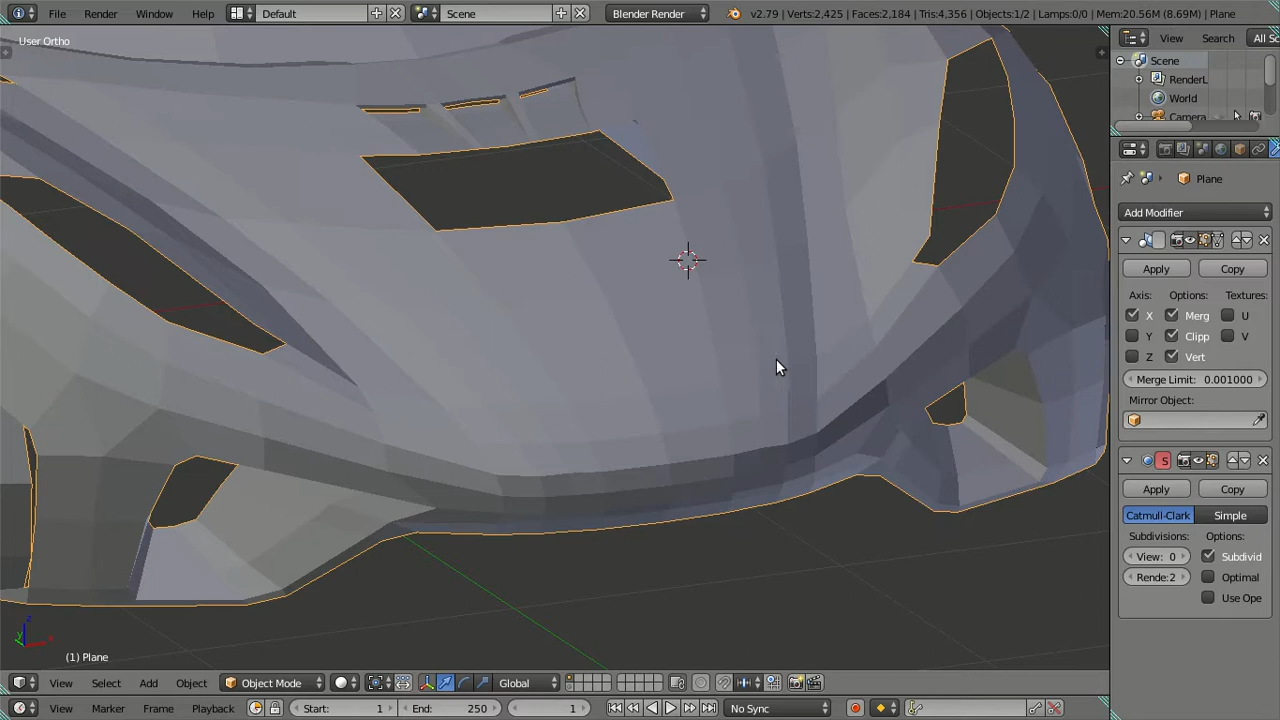 File Render Window Help Default Scene Blender Render v2.79 | Verts:2,425 | Faces:2,184 | Tris:4,356 | Objects:1/2 | Lamps:0/0 | Mem:20.56M (8.69M) | Plane
User Ortho
View Search All Sc
Scene
RenderL
World
Camera
Plane
Add Modifier
Apply Copy
Axis: Options: Textures:
X Merg U
Y Clipp V
Z Vert
Merge Limit: 0.001000
Mirror Object:
S
Apply Copy
Catmull-Clark Simple
Subdivisions: Options:
View: 0 Subdivid
Rende:2 Optimal
Use Ope
z
y x
(1) Plane
View Select Add Object Object Mode Global
View Marker Frame Playback Start: 1 End: 250 1 No Sync